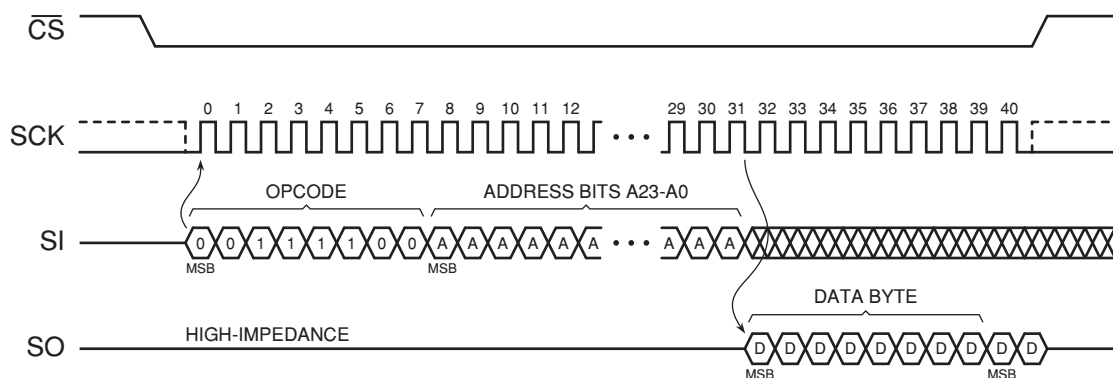 CS
0 1 2 3 4 5 6 7 8 9 10 11 12 29 30 31 32 33 34 35 36 37 38 39 40
SCK
OPCODE ADDRESS BITS A23-A0
SI 0 0 1 1 1 1 0 0 A A A A A A A A A
MSB MSB
DATA BYTE
SO HIGH-IMPEDANCE D D D D D D D D D D
MSB MSB